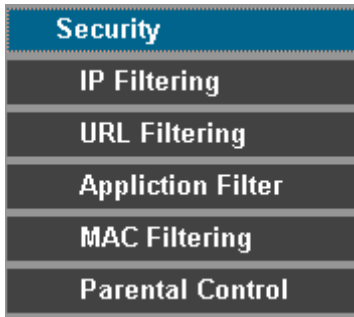 Security
IP Filtering
URL Filtering
Appliction Filter
MAC Filtering
Parental Control